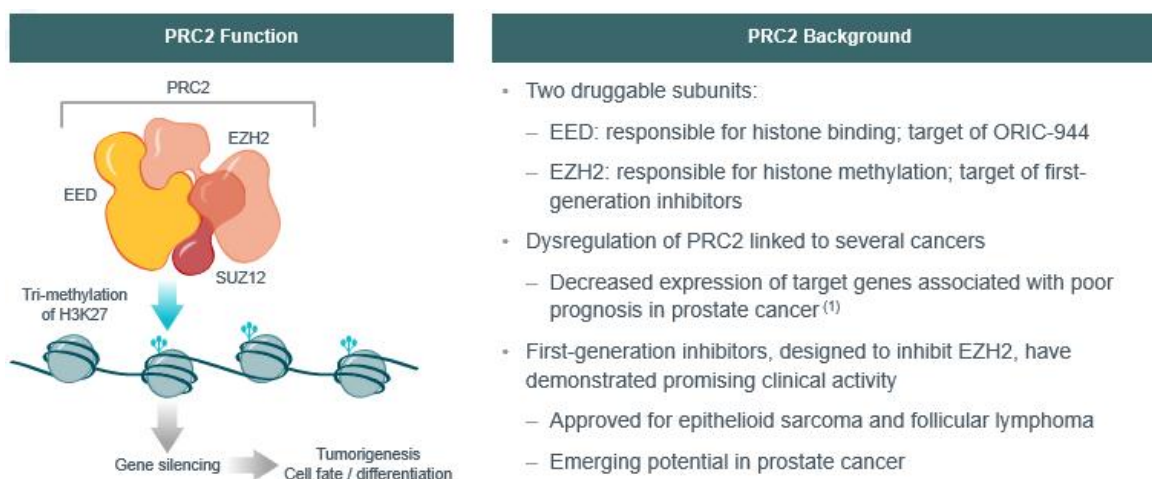 PRC2 Function
PRC2
EZH2
EED
SUZ12
Tri-methylation
of H3K27
Gene silencing
Tumorigenesis
Cell fate / differentiation
PRC2 Background
• Two druggable subunits:
– EED: responsible for histone binding; target of ORIC-944
– EZH2: responsible for histone methylation; target of first-
generation inhibitors
• Dysregulation of PRC2 linked to several cancers
– Decreased expression of target genes associated with poor
prognosis in prostate cancer (1)
• First-generation inhibitors, designed to inhibit EZH2, have
demonstrated promising clinical activity
– Approved for epithelioid sarcoma and follicular lymphoma
– Emerging potential in prostate cancer